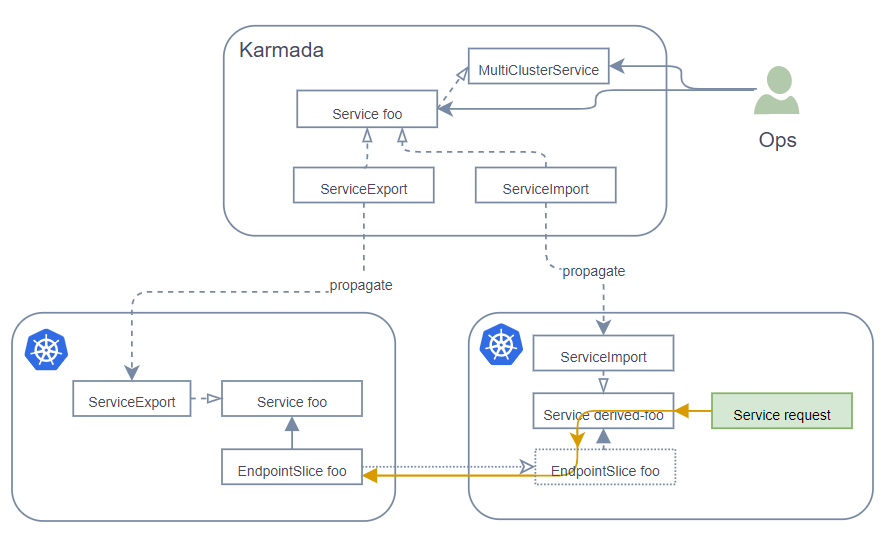 Karmada
MultiClusterService
Service foo
Ops
ServiceExport
ServiceImport
propagate
propagate
ServiceImport
ServiceExport
Service foo
Service derived-foo
Service request
EndpointSlice foo
EndpointSlice foo